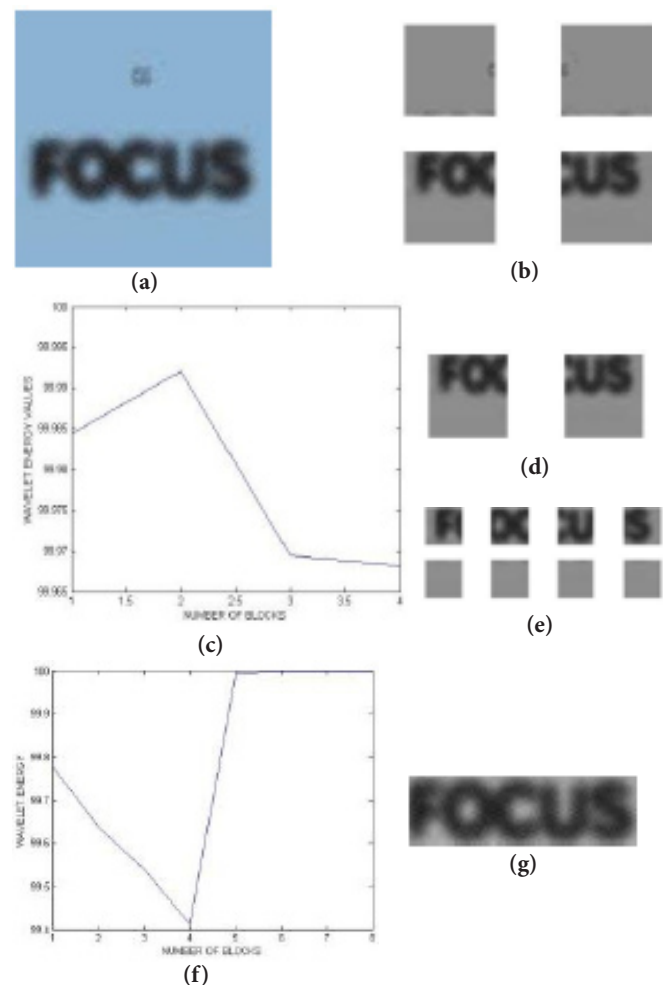 FOCUS
(a)
FOC CUS
(b)
100
99.995
99.99
99.985
99.98
99.975
99.97
99.965
WAVELET ENERGY VALUES
1 1.5 2 2.5 3 3.5 4
NUMBER OF BLOCKS
(c)
FOC CUS
(d)
F OC CU S
(e)
100
99.9
99.8
99.7
99.6
99.5
99.4
WAVELET ENERGY
1 2 3 4 5 6 7 8
NUMBER OF BLOCKS
(f)
FOCUS
(g)